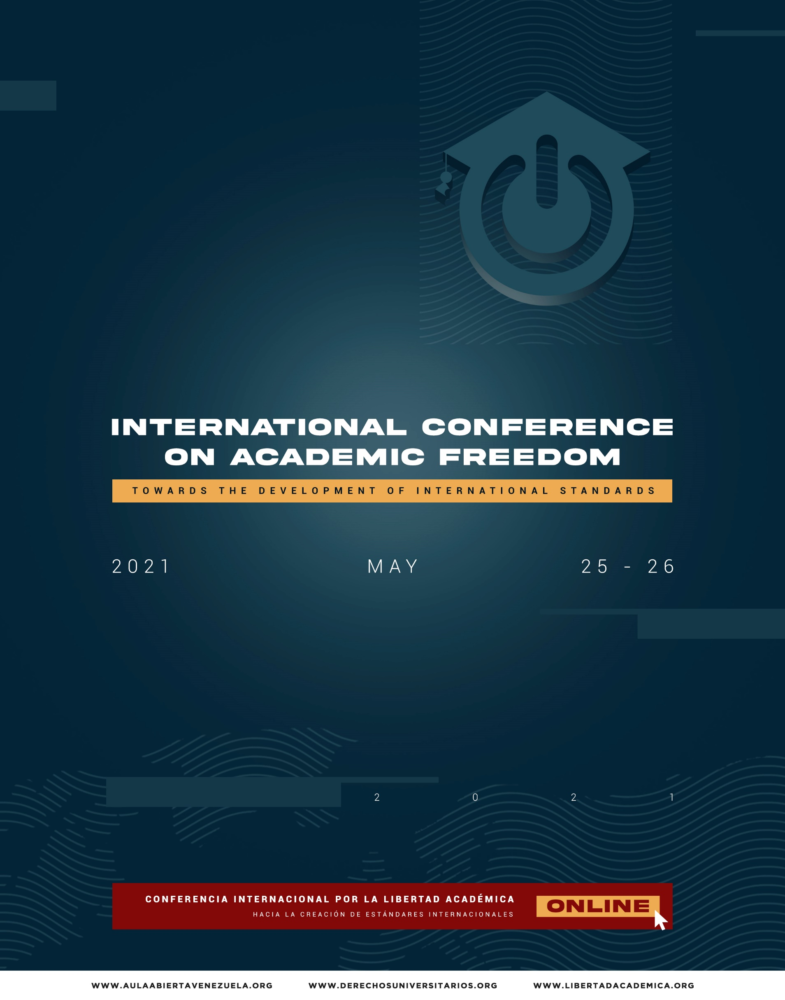 INTERNATIONAL CONFERENCE
ON ACADEMIC FREEDOM
TOWARDS THE DEVELOPMENT OF INTERNATIONAL STANDARDS
2021 MAY 25 - 26
2 0 2 1
CONFERENCIA INTERNACIONAL POR LA LIBERTAD ACADÉMICA
HACIA LA CREACIÓN DE ESTÁNDARES INTERNACIONALES
ONLINE
WWW.AULAABIERTAVENEZUELA.ORG WWW.DERECHOSUNIVERSITARIOS.ORG WWW.LIBERTADACADEMICA.ORG